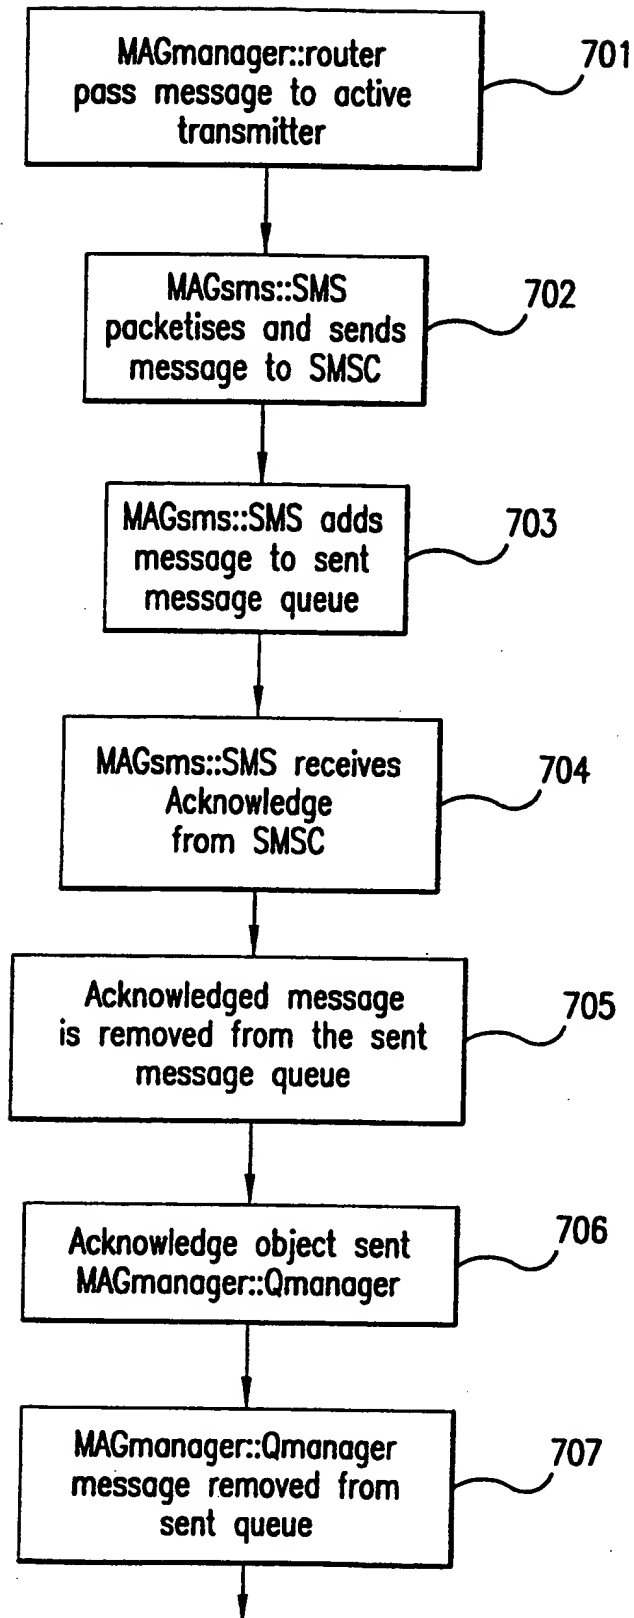 MAGmanager::router
pass message to active
transmitter
701
MAGsms::SMS
packetises and sends
message to SMSC
702
MAGsms::SMS adds
message to sent
message queue
703
MAGsms::SMS receives
Acknowledge
from SMSC
704
Acknowledged message
is removed from the sent
message queue
705
Acknowledge object sent
MAGmanager::Qmanager
706
MAGmanager::Qmanager
message removed from
sent queue
707